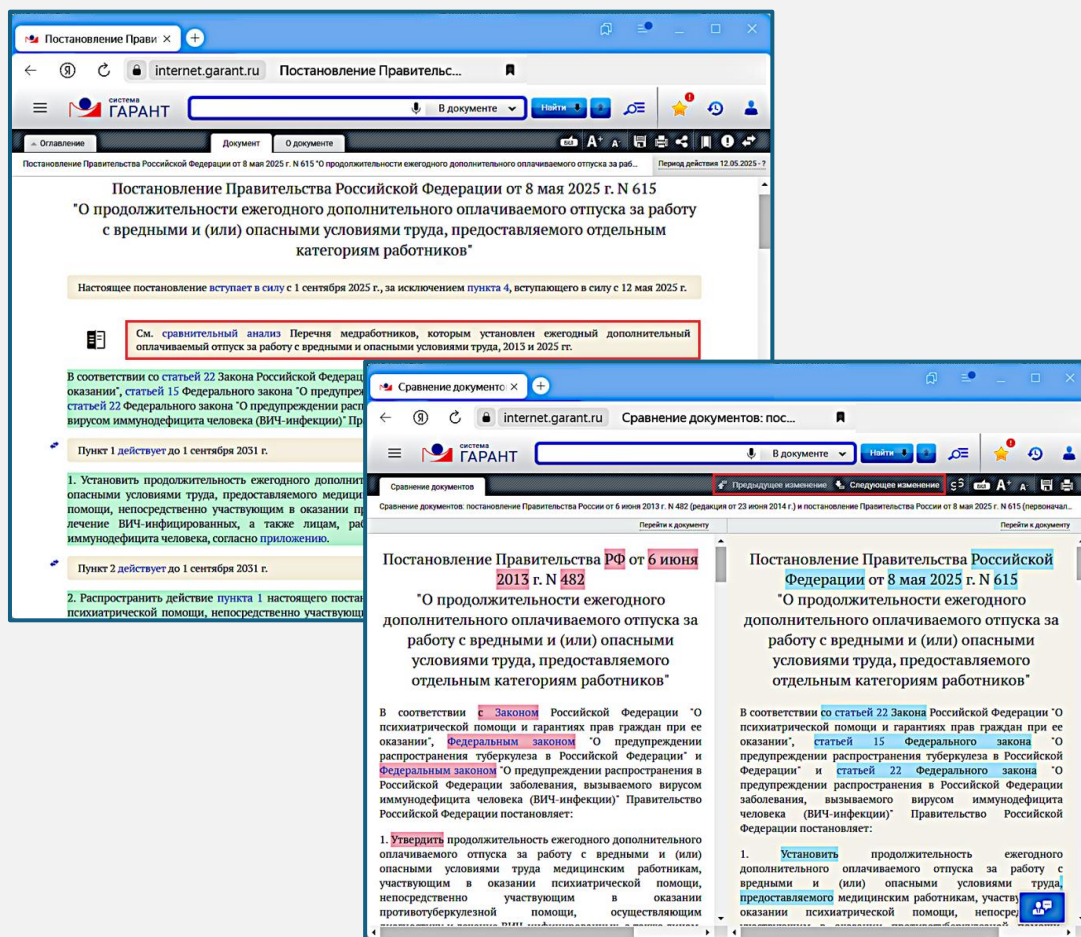 Постановление Прави ×
internet.garant.ru Постановление Правительс...
система
ГАРАНТ
В документе
Найти
Оглавление
Документ
О документе
A+ A-
Постановление Правительства Российской Федерации от 8 мая 2025 г. N 615 "О продолжительности ежегодного дополнительного оплачиваемого отпуска за раб...
Период действия 12.05.2025 - ?
Постановление Правительства Российской Федерации от 8 мая 2025 г. N 615
"О продолжительности ежегодного дополнительного оплачиваемого отпуска за работу
с вредными и (или) опасными условиями труда, предоставляемого отдельным
категориям работников"
Настоящее постановление вступает в силу с 1 сентября 2025 г., за исключением пункта 4, вступающего в силу с 12 мая 2025 г.
См. сравнительный анализ Перечня медработников, которым установлен ежегодный дополнительный
оплачиваемый отпуск за работу с вредными и опасными условиями труда, 2013 и 2025 гг.
В соответствии со статьей 22 Закона Российской Федерац
оказании", статьей 15 Федерального закона "О предупреж
статьей 22 Федерального закона "О предупреждении расп
вирусом иммунодефицита человека (ВИЧ-инфекции)" Пр
Пункт 1 действует до 1 сентября 2031 г.
1. Установить продолжительность ежегодного дополнит
опасными условиями труда, предоставляемого медици
помощи, непосредственно участвующим в оказании пр
лечение ВИЧ-инфицированных, а также лицам, раб
иммунодефицита человека, согласно приложению.
Пункт 2 действует до 1 сентября 2031 г.
2. Распространить действие пункта 1 настоящего постан
психиатрической помощи, непосредственно участвующи
Сравнение документо ×
internet.garant.ru Сравнение документов: пос...
система
ГАРАНТ
В документе
Найти
Сравнение документов
Предыдущее изменение
Следующее изменение
A+ A-
Сравнение документов: постановление Правительства России от 6 июня 2013 г. N 482 (редакция от 23 июня 2014 г.) и постановление Правительства России от 8 мая 2025 г. N 615 (первоначал...
Перейти к документу
Перейти к документу
Постановление Правительства РФ от 6 июня
2013 г. N 482
"О продолжительности ежегодного
дополнительного оплачиваемого отпуска за
работу с вредными и (или) опасными
условиями труда, предоставляемого
отдельным категориям работников"
В соответствии с Законом Российской Федерации "О
психиатрической помощи и гарантиях прав граждан при ее
оказании", Федеральным законом "О предупреждении
распространения туберкулеза в Российской Федерации" и
Федеральным законом "О предупреждении распространения в
Российской Федерации заболевания, вызываемого вирусом
иммунодефицита человека (ВИЧ-инфекции)" Правительство
Российской Федерации постановляет:
1. Утвердить продолжительность ежегодного дополнительного
оплачиваемого отпуска за работу с вредными и (или)
опасными условиями труда медицинским работникам,
участвующим в оказании психиатрической помощи,
непосредственно участвующим в оказании
противотуберкулезной помощи, осуществляющим
Постановление Правительства Российской
Федерации от 8 мая 2025 г. N 615
"О продолжительности ежегодного
дополнительного оплачиваемого отпуска за
работу с вредными и (или) опасными
условиями труда, предоставляемого
отдельным категориям работников"
В соответствии со статьей 22 Закона Российской Федерации "О
психиатрической помощи и гарантиях прав граждан при ее
оказании", статьей 15 Федерального закона "О
предупреждении распространения туберкулеза в Российской
Федерации" и статьей 22 Федерального закона "О
предупреждении распространения в Российской Федерации
заболевания, вызываемого вирусом иммунодефицита
человека (ВИЧ-инфекции)" Правительство Российской
Федерации постановляет:
1. Установить продолжительность ежегодного
дополнительного оплачиваемого отпуска за работу с
вредными и (или) опасными условиями труда,
предоставляемого медицинским работникам, участву
оказании психиатрической помощи, непосред